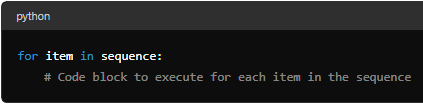 python
for item in sequence:
    # Code block to execute for each item in the sequence